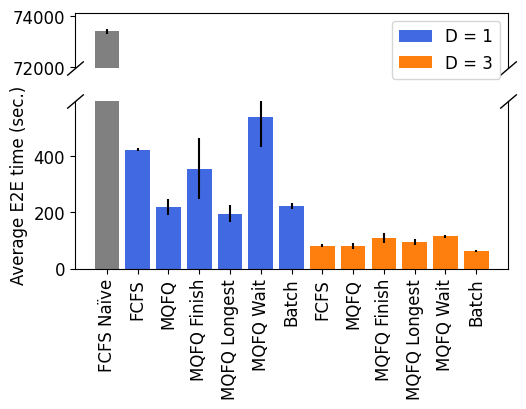 74000
72000
400
200
0
Average E2E time (sec.)
D = 1
D = 3
FCFS Naïve
FCFS
MQFQ
MQFQ Finish
MQFQ Longest
MQFQ Wait
Batch
FCFS
MQFQ
MQFQ Finish
MQFQ Longest
MQFQ Wait
Batch